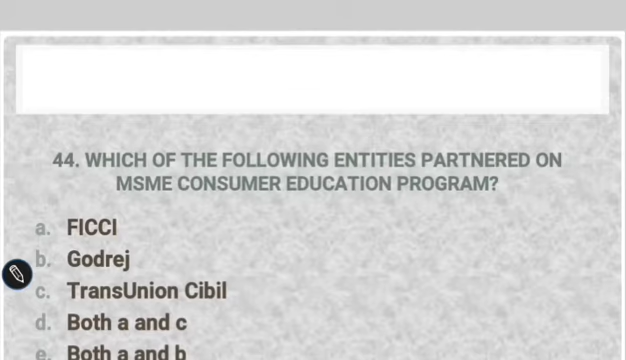 44. WHICH OF THE FOLLOWING ENTITIES PARTNERED ON
MSME CONSUMER EDUCATION PROGRAM?
a. FICCI
b. Godrej
c. TransUnion Cibil
d. Both a and c
e. Both a and b